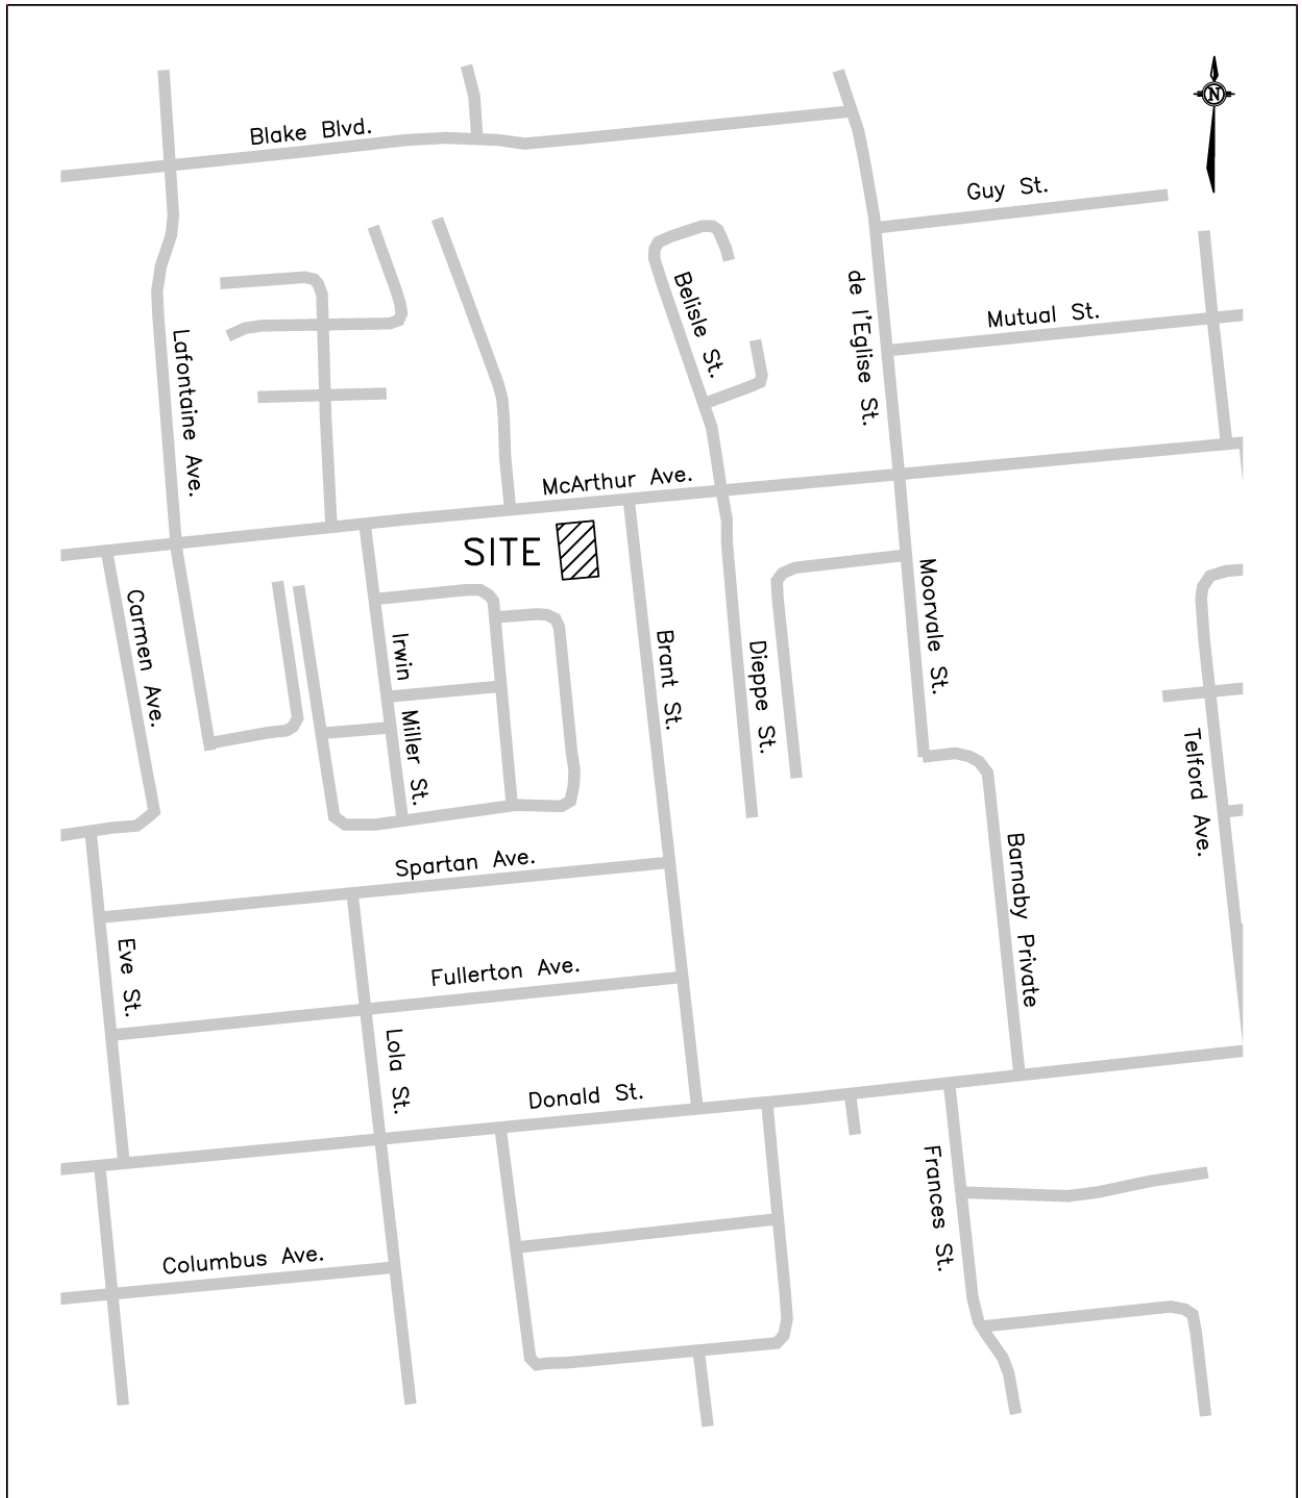 Blake Blvd.
N
Guy St.
Belisle St.
de l'Eglise St.
Mutual St.
Lafontaine Ave.
McArthur Ave.
SITE
Carmen Ave.
Irwin
Miller St.
Brant St.
Dieppe St.
Moorvale St.
Telford Ave.
Spartan Ave.
Barnaby Private
Eve St.
Fullerton Ave.
Lola St.
Donald St.
Frances St.
Columbus Ave.